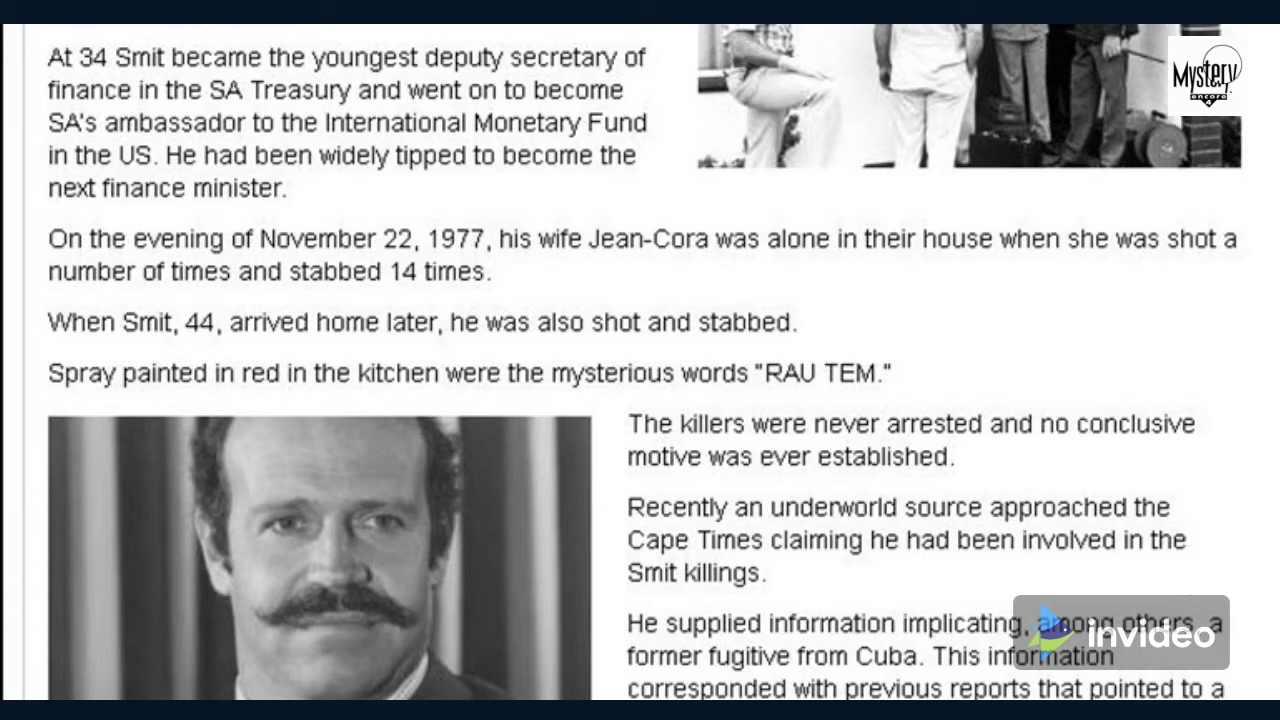 At 34 Smit became the youngest deputy secretary of
finance in the SA Treasury and went on to become
SA's ambassador to the International Monetary Fund
in the US. He had been widely tipped to become the
next finance minister.
Mystery
encore
On the evening of November 22, 1977, his wife Jean-Cora was alone in their house when she was shot a
number of times and stabbed 14 times.
When Smit, 44, arrived home later, he was also shot and stabbed.
Spray painted in red in the kitchen were the mysterious words "RAU TEM."
The killers were never arrested and no conclusive
motive was ever established.
Recently an underworld source approached the
Cape Times claiming he had been involved in the
Smit killings.
He supplied information implicating, among others, a
former fugitive from Cuba. This information
corresponded with previous reports that pointed to a
invideo